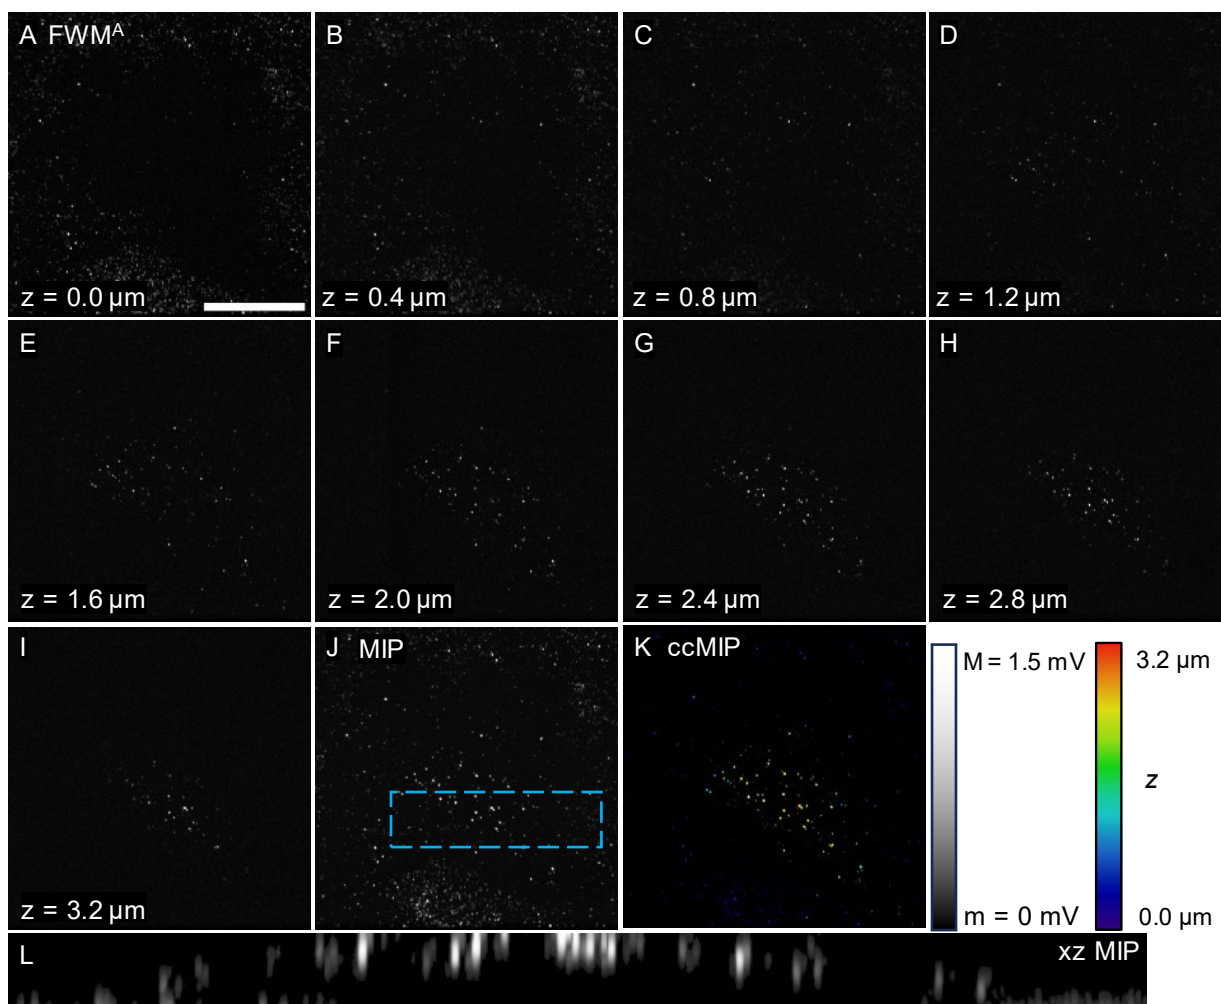 A FWMᴬ
B
C
D
z = 0.0 µm
z = 0.4 µm
z = 0.8 µm
z = 1.2 µm
E
F
G
H
z = 1.6 µm
z = 2.0 µm
z = 2.4 µm
z = 2.8 µm
I
J MIP
K ccMIP
M = 1.5 mV
3.2 µm
z
z = 3.2 µm
m = 0 mV
0.0 µm
L
xz MIP